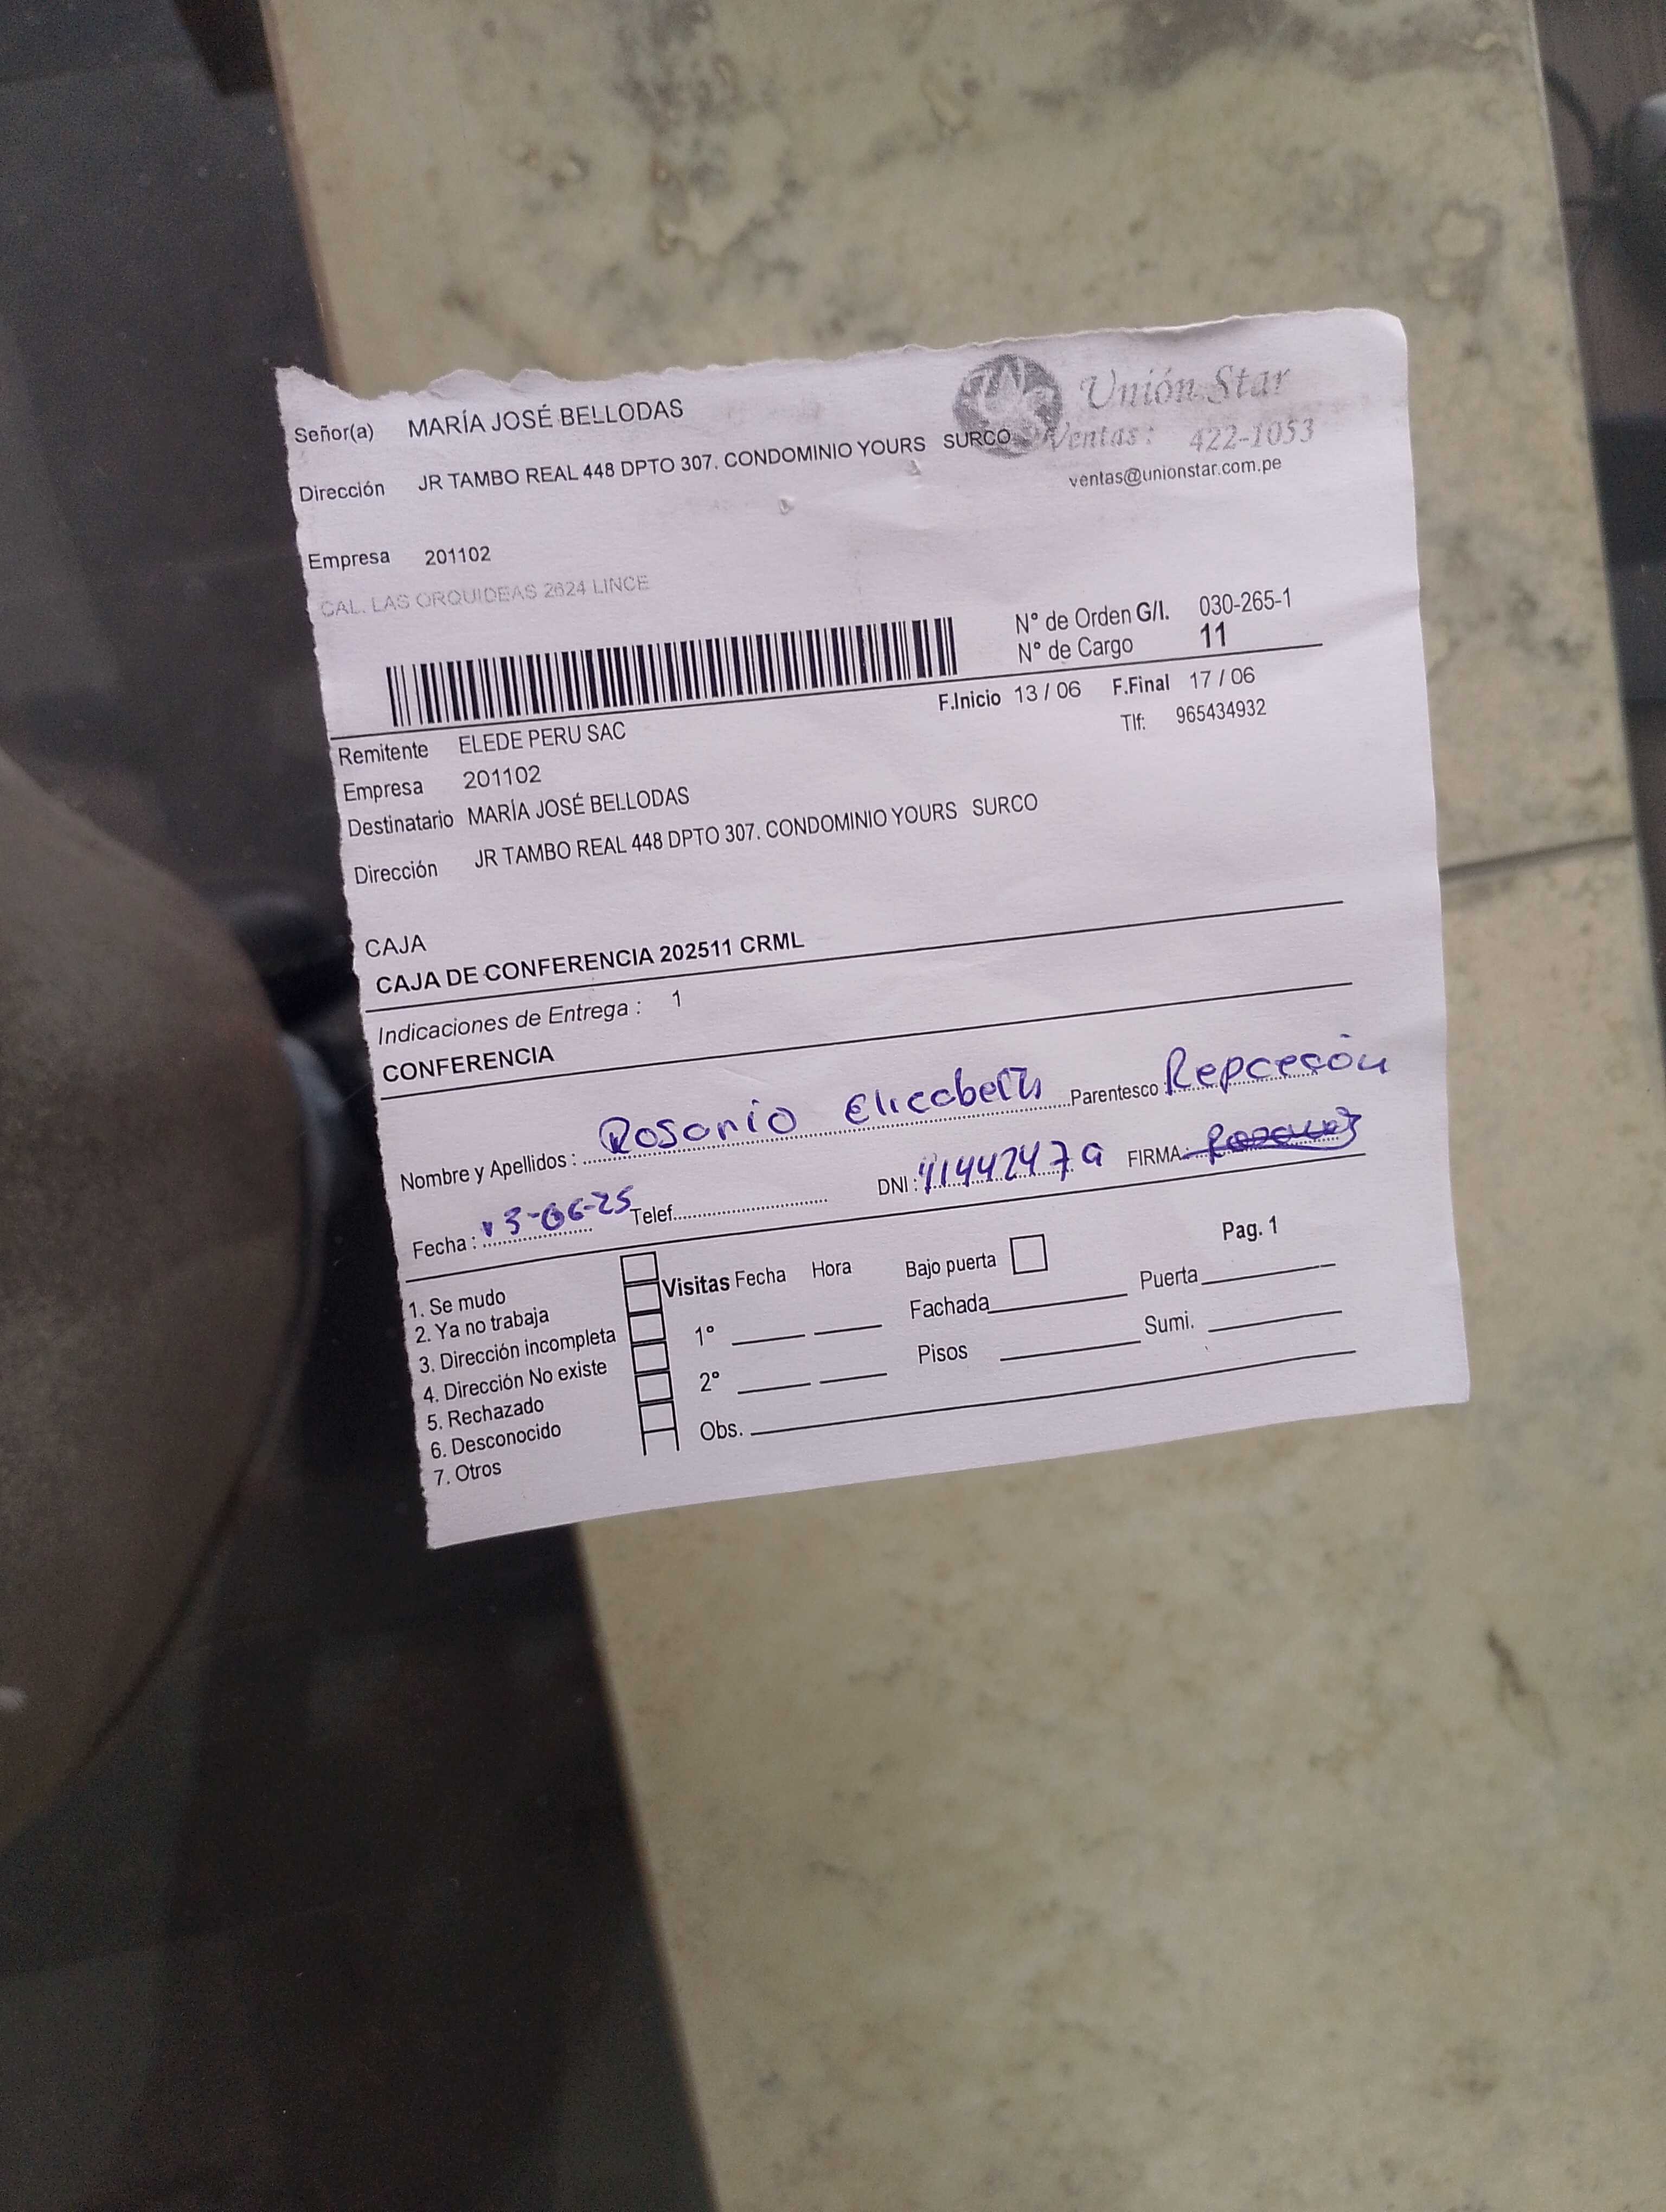 Señor(a) MARÍA JOSÉ BELLODAS
Unión Star
Dirección JR TAMBO REAL 448 DPTO 307. CONDOMINIO YOURS SURCO
Ventas: 422-1053
ventas@unionstar.com.pe
Empresa 201102
CAL. LAS ORQUIDEAS 2624 LINCE
N° de Orden G/I. 030-265-1
N° de Cargo 11
F.Inicio 13 / 06 F.Final 17 / 06
Tlf: 965434932
Remitente ELEDE PERU SAC
Empresa 201102
Destinatario MARÍA JOSÉ BELLODAS
Dirección JR TAMBO REAL 448 DPTO 307. CONDOMINIO YOURS SURCO
CAJA
CAJA DE CONFERENCIA 202511 CRML
Indicaciones de Entrega : 1
CONFERENCIA
Nombre y Apellidos : Rosario Elizabeth Parentesco Repceción
Fecha : 13-06-25 Telef. DNI : FIRMA:
Pag. 1
1. Se mudo
2. Ya no trabaja
3. Dirección incompleta
4. Dirección No existe
5. Rechazado
6. Desconocido
7. Otros
Visitas Fecha Hora
1°
2°
Obs.
Bajo puerta
Fachada Puerta
Pisos Sumi.